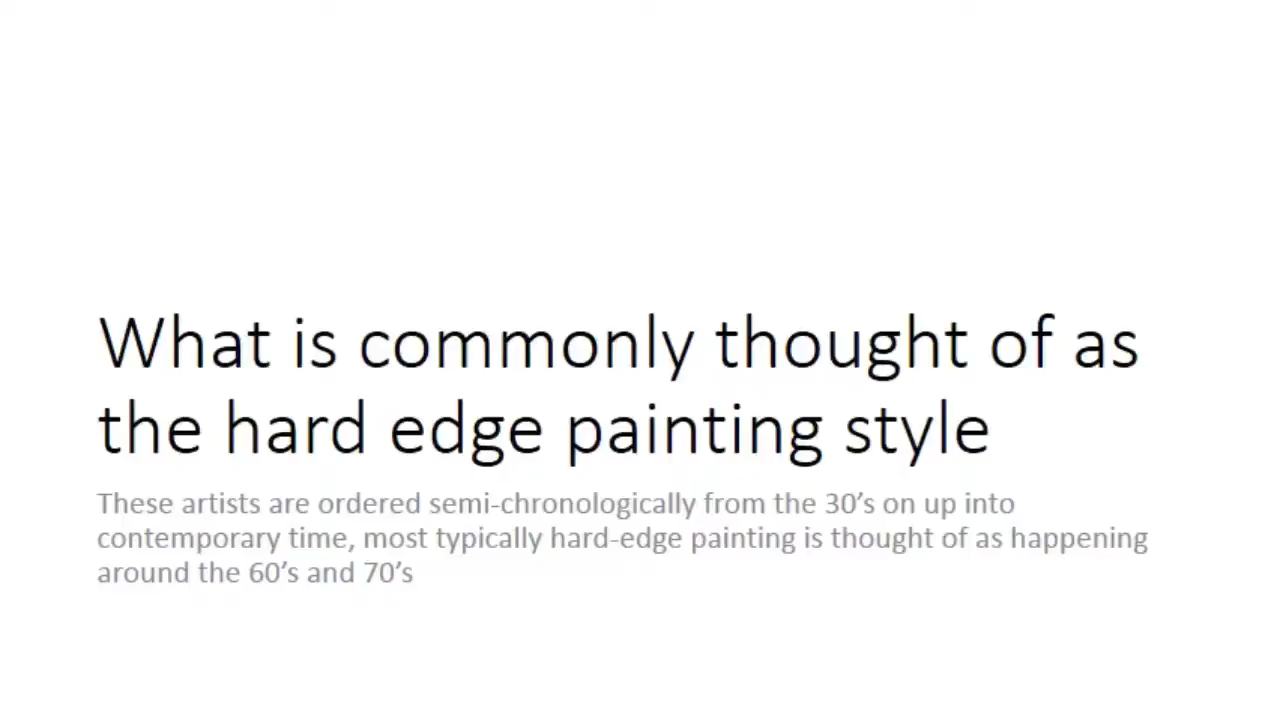 What is commonly thought of as
the hard edge painting style
These artists are ordered semi-chronologically from the 30’s on up into
contemporary time, most typically hard-edge painting is thought of as happening
around the 60’s and 70’s